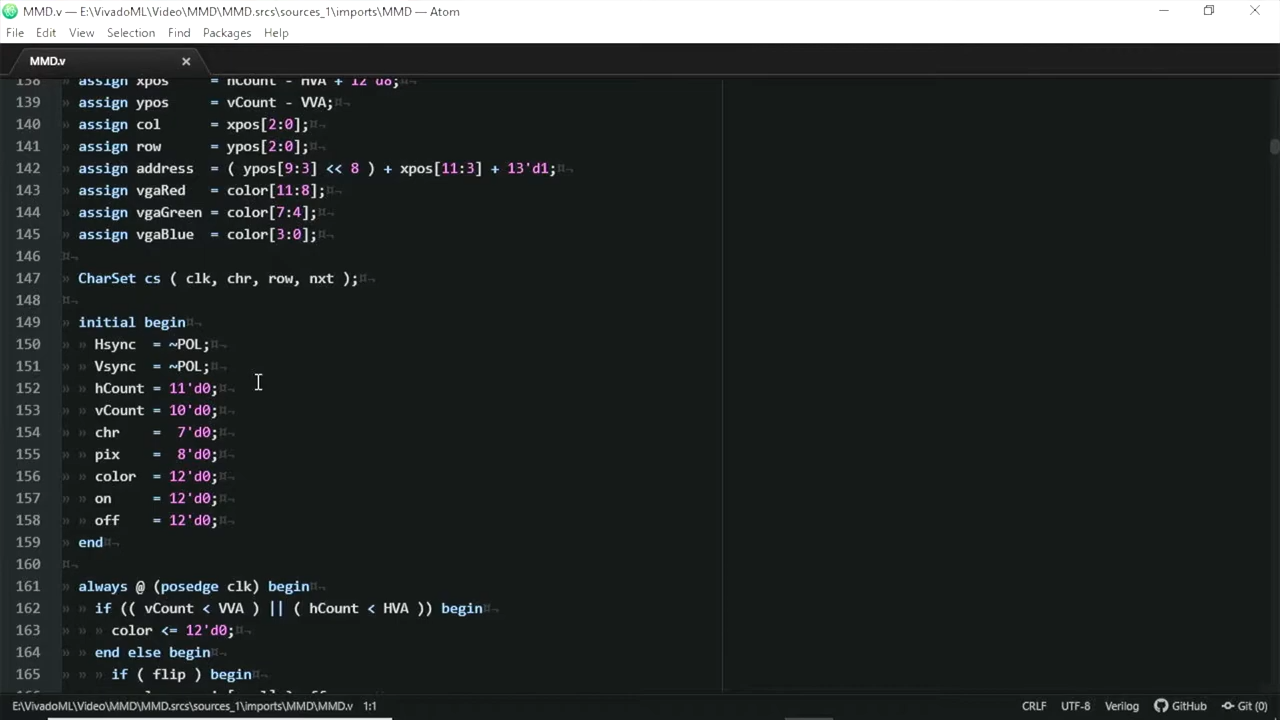 MMD.v — E:\VivadoML\Video\MMD\MMD.srcs\sources_1\imports\MMD — Atom
File Edit View Selection Find Packages Help
MMD.v
138 assign xpos = hCount - HVA + 12'd8;
139 assign ypos = vCount - VVA;
140 assign col = xpos[2:0];
141 assign row = ypos[2:0];
142 assign address = ( ypos[9:3] << 8 ) + xpos[11:3] + 13'd1;
143 assign vgaRed = color[11:8];
144 assign vgaGreen = color[7:4];
145 assign vgaBlue = color[3:0];
146
147 CharSet cs ( clk, chr, row, nxt );
148
149 initial begin
150 Hsync = ~POL;
151 Vsync = ~POL;
152 hCount = 11'd0;
153 vCount = 10'd0;
154 chr = 7'd0;
155 pix = 8'd0;
156 color = 12'd0;
157 on = 12'd0;
158 off = 12'd0;
159 end
160
161 always @ (posedge clk) begin
162 if (( vCount < VVA ) || ( hCount < HVA )) begin
163 color <= 12'd0;
164 end else begin
165 if ( flip ) begin
E:\VivadoML\Video\MMD\MMD.srcs\sources_1\imports\MMD\MMD.v 1:1 CRLF UTF-8 Verilog GitHub Git (0)